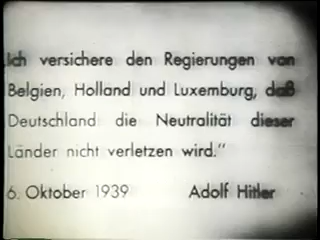 Ich versichere den Regierungen von
Belgien, Holland und Luxemburg, daß
Deutschland die Neutralität dieser
Länder nicht verletzen wird."
6. Oktober 1939 Adolf Hitler